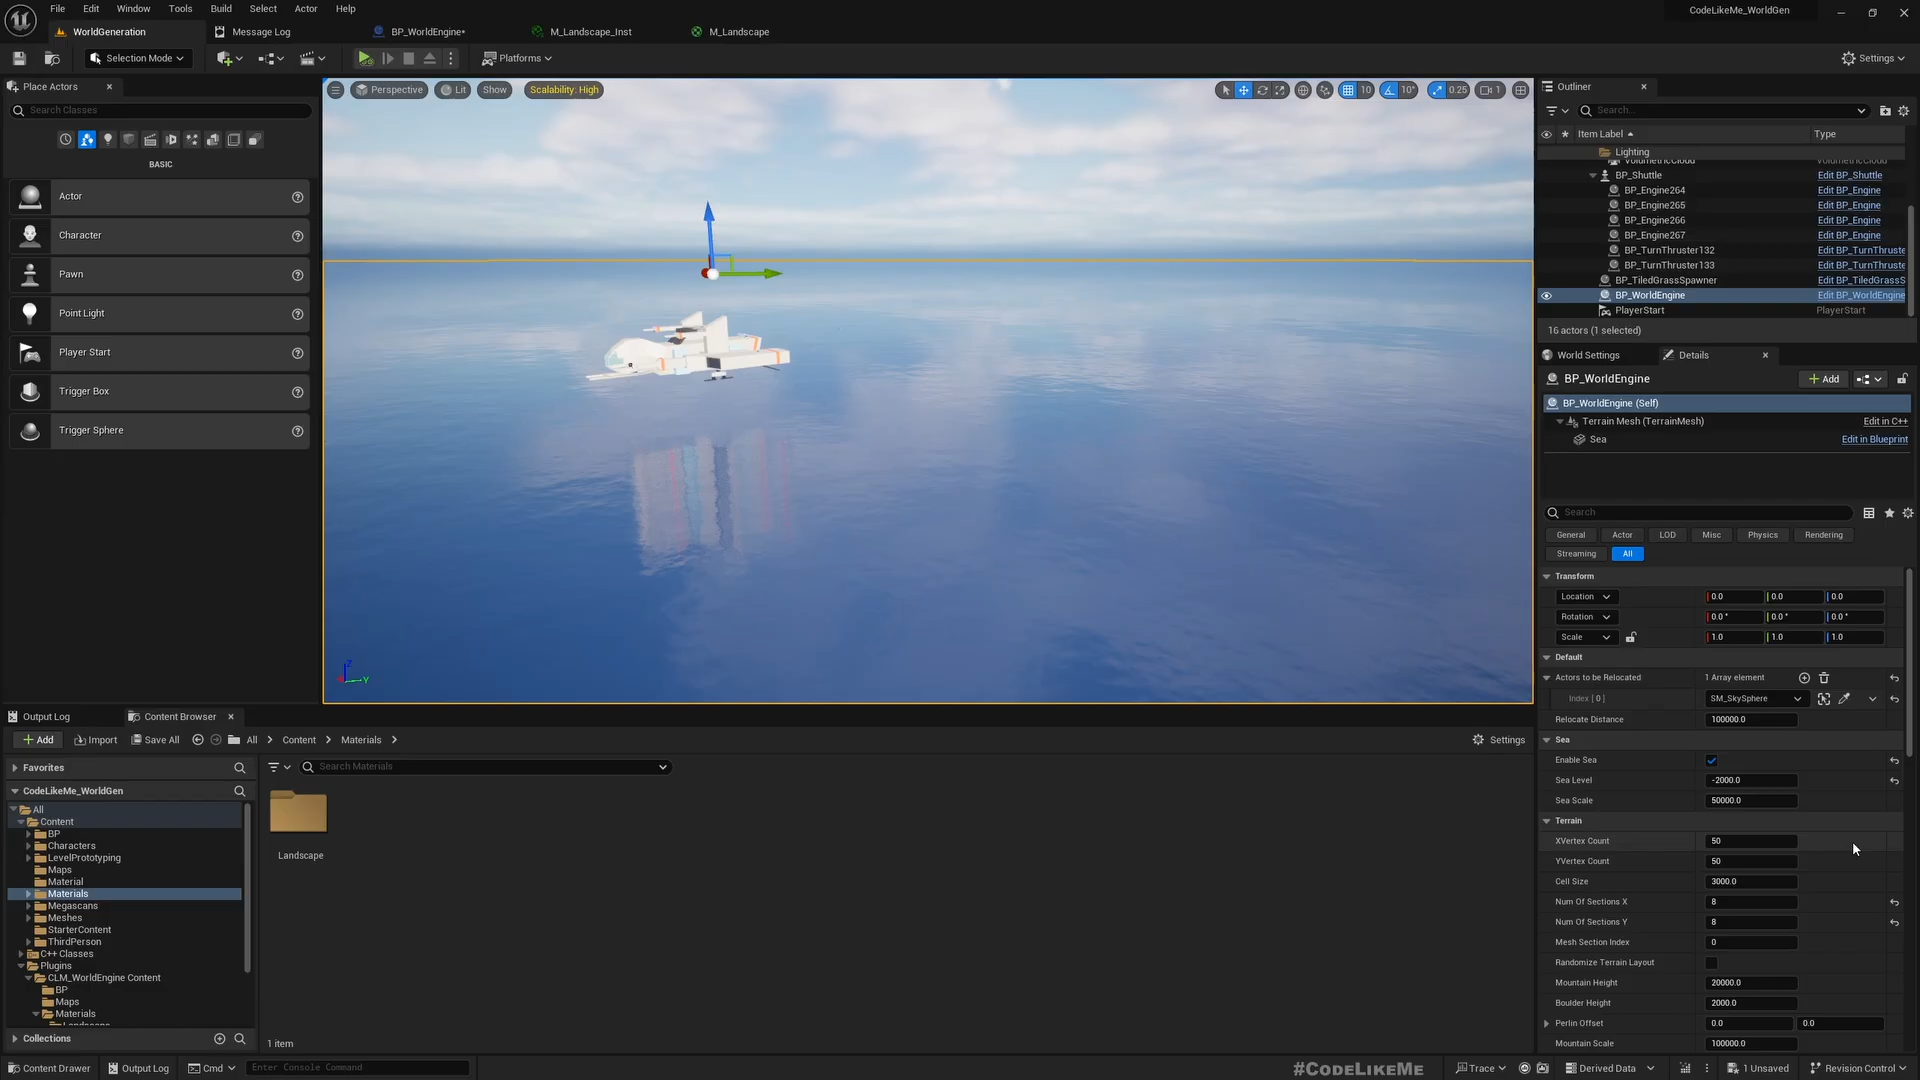 File Edit Window Tools Build Select Actor Help
CodeLikeMe_WorldGen
WorldGeneration
Message Log
BP_WorldEngine*
M_Landscape_Inst
M_Landscape
Selection Mode
Platforms
Settings
Place Actors
Search Classes
BASIC
Actor
Character
Pawn
Point Light
Player Start
Trigger Box
Trigger Sphere
Perspective
Lit
Show
Scalability: High
10
10°
0.25
1
Z
Y
Outliner
Search...
Item Label
Type
Lighting
VolumetricCloud VolumetricCloud
BP_Shuttle Edit BP_Shuttle
BP_Engine264 Edit BP_Engine
BP_Engine265 Edit BP_Engine
BP_Engine266 Edit BP_Engine
BP_Engine267 Edit BP_Engine
BP_TurnThruster132 Edit BP_TurnThruste
BP_TurnThruster133 Edit BP_TurnThruste
BP_TiledGrassSpawner Edit BP_TiledGrassS
BP_WorldEngine Edit BP_WorldEngine
PlayerStart PlayerStart
16 actors (1 selected)
World Settings
Details
BP_WorldEngine
Add
BP_WorldEngine (Self)
Terrain Mesh (TerrainMesh) Edit in C++
Sea Edit in Blueprint
Search
General Actor LOD Misc Physics Rendering
Streaming All
Transform
Location 0.0 0.0 0.0
Rotation 0.0° 0.0° 0.0°
Scale 1.0 1.0 1.0
Default
Actors to be Relocated 1 Array element
Index [ 0 ] SM_SkySphere
Relocate Distance 100000.0
Sea
Enable Sea
Sea Level -2000.0
Sea Scale 50000.0
Terrain
XVertex Count 50
YVertex Count 50
Cell Size 3000.0
Num Of Sections X 8
Num Of Sections Y 8
Mesh Section Index 0
Randomize Terrain Layout
Mountain Height 20000.0
Boulder Height 2000.0
Perlin Offset 0.0 0.0
Mountain Scale 100000.0
Output Log
Content Browser
Add
Import
Save All
All
Content
Materials
Settings
Favorites
CodeLikeMe_WorldGen
All
Content
BP
Characters
LevelPrototyping
Maps
Material
Materials
Megascans
Meshes
StarterContent
ThirdPerson
C++ Classes
Plugins
CLM_WorldEngine Content
BP
Maps
Materials
Landscape
Collections
Search Materials
Landscape
1 item
Content Drawer
Output Log
Cmd
Enter Console Command
#CODELIKEME
Trace
Derived Data
1 Unsaved
Revision Control